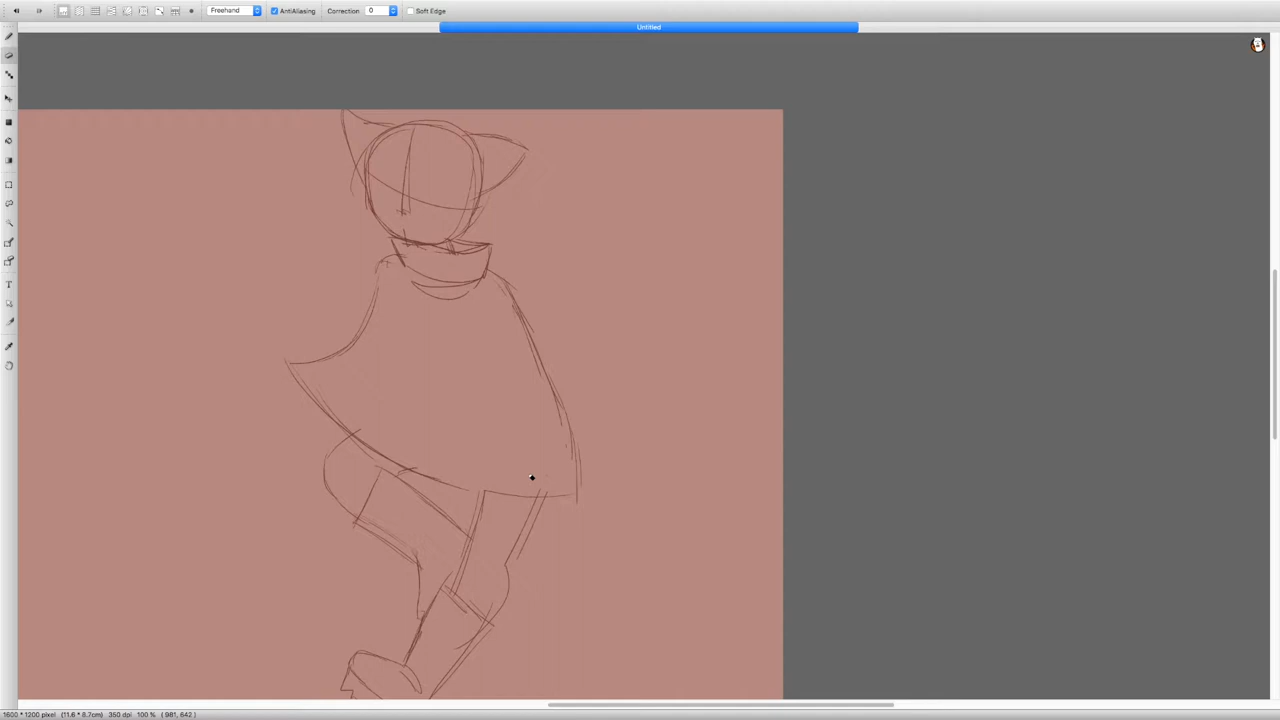 Freehand AntiAliasing Correction 0 Soft Edge
Untitled
1600 * 1200 pixel (11.6 * 8.7cm) 350 dpi 100 % ( 981, 642 )